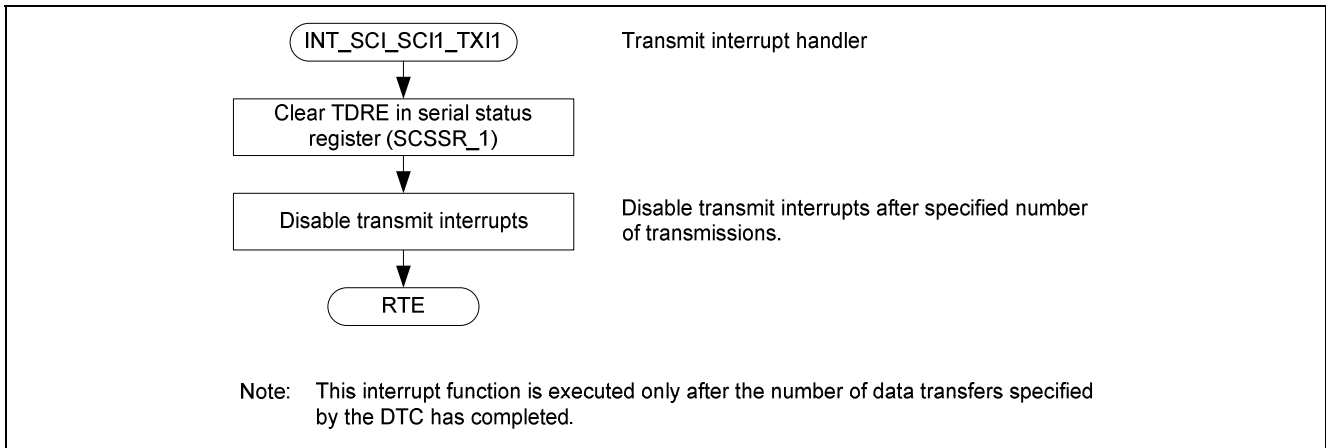 INT_SCI_SCI1_TXI1
Transmit interrupt handler
Clear TDRE in serial status
register (SCSSR_1)
Disable transmit interrupts
Disable transmit interrupts after specified number
of transmissions.
RTE
Note: This interrupt function is executed only after the number of data transfers specified
by the DTC has completed.